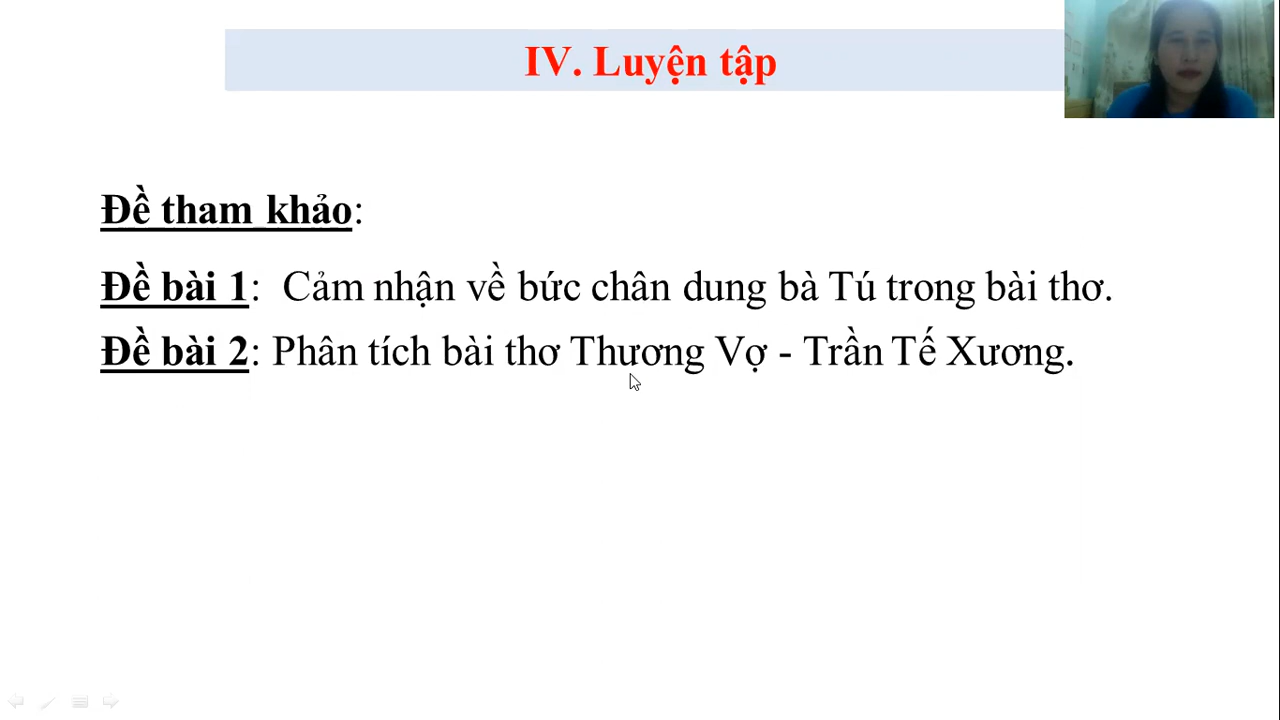 IV. Luyện tập
Đề tham khảo:
Đề bài 1: Cảm nhận về bức chân dung bà Tú trong bài thơ.
Đề bài 2: Phân tích bài thơ Thương Vợ - Trần Tế Xương.